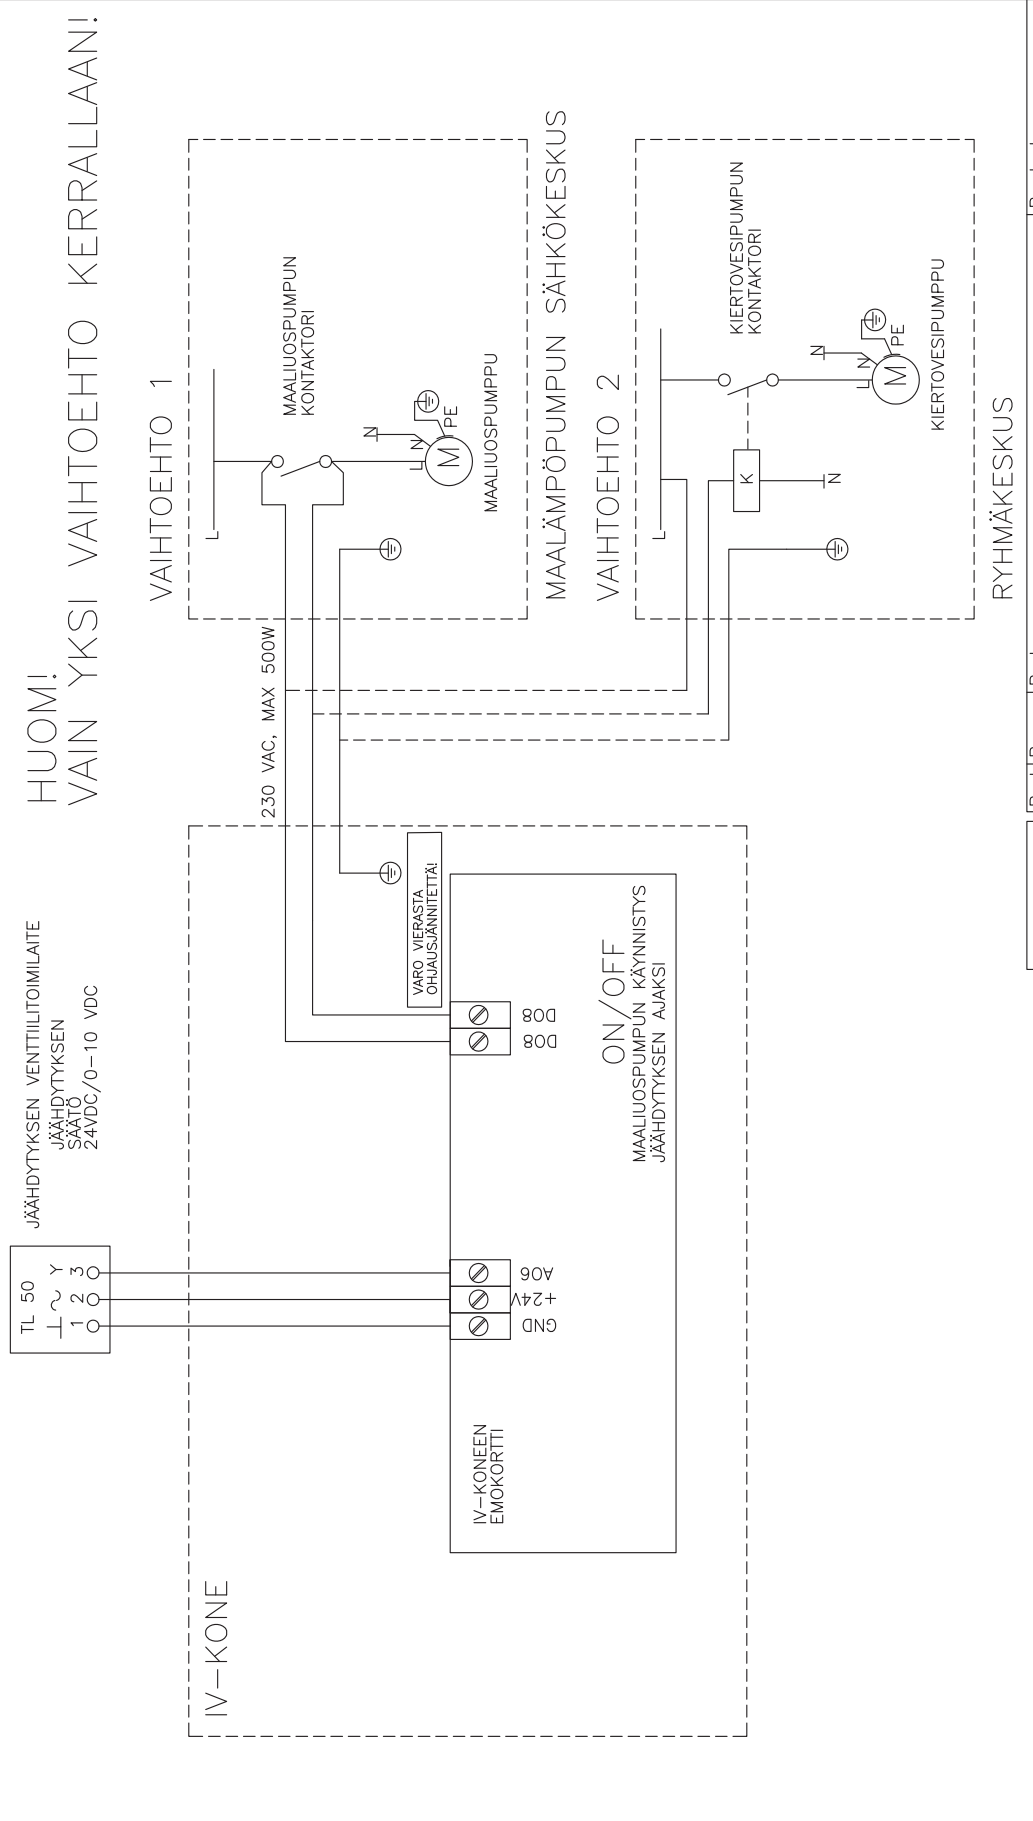 HUOM!
VAIN YKSI VAIHTOEHTO KERRALLAAN!
JÄÄHDYTYKSEN VENTTIILITOIMILAITE
JÄÄHDYTYKSEN
SÄÄTÖ
24VDC/0-10 VDC
TL 50
⊥ ~ Y
1 2 3
IV-KONE
IV-KONEEN
EMOKORTTI
GND
+24V
AO6
DO8
DO8
ON/OFF
MAALIUOSPUMPUN KÄYNNISTYS
JÄÄHDYTYKSEN AJAKSI
VARO VIERASTA
OHJAUSJÄNNITETTÄ!
230 VAC, MAX 500W
VAIHTOEHTO 1
L
MAALIUOSPUMPUN
KONTAKTORI
N
L N
PE
M
MAALIUOSPUMPPU
MAALÄMPÖPUMPUN SÄHKÖKESKUS
VAIHTOEHTO 2
L
KIERTOVESIPUMPUN
KONTAKTORI
K
N
N
L N
PE
M
KIERTOVESIPUMPPU
RYHMÄKESKUS